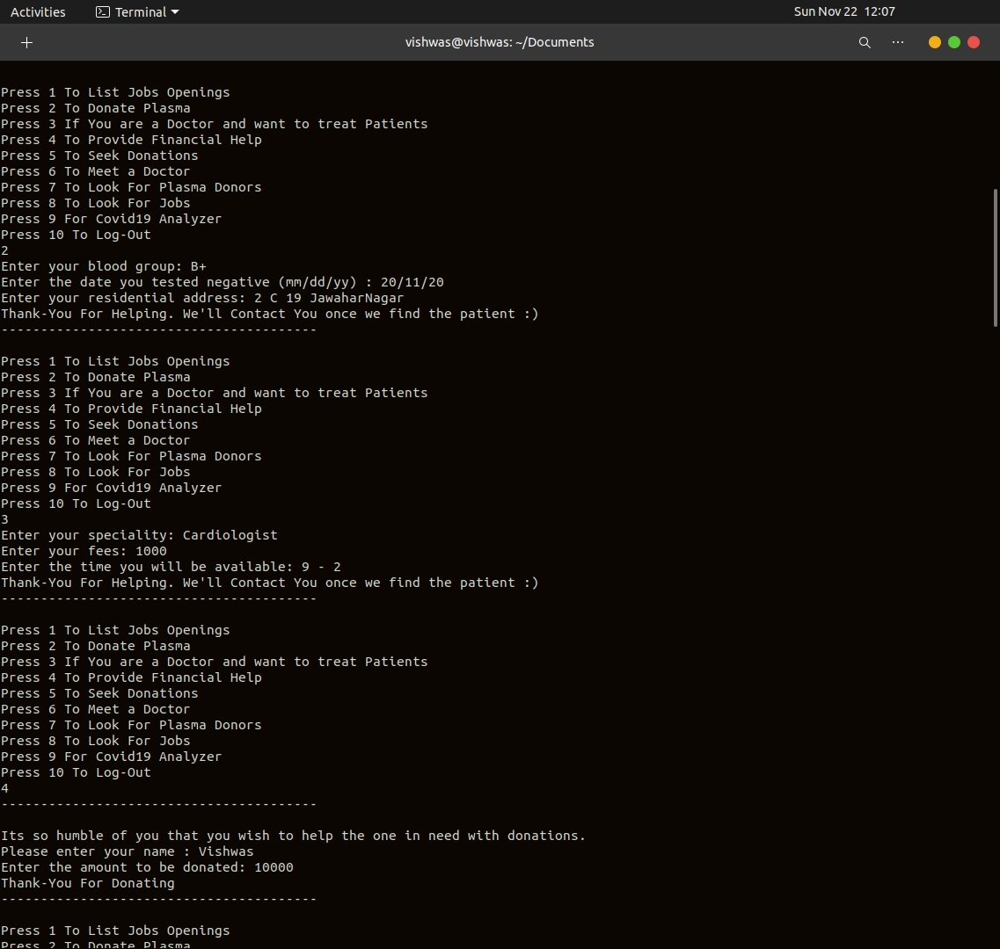 Activities Terminal Sun Nov 22 12:07
vishwas@vishwas: ~/Documents
Press 1 To List Jobs Openings
Press 2 To Donate Plasma
Press 3 If You are a Doctor and want to treat Patients
Press 4 To Provide Financial Help
Press 5 To Seek Donations
Press 6 To Meet a Doctor
Press 7 To Look For Plasma Donors
Press 8 To Look For Jobs
Press 9 For Covid19 Analyzer
Press 10 To Log-Out
2
Enter your blood group: B+
Enter the date you tested negative (mm/dd/yy) : 20/11/20
Enter your residential address: 2 C 19 JawaharNagar
Thank-You For Helping. We'll Contact You once we find the patient :)
----------------------------------------
Press 1 To List Jobs Openings
Press 2 To Donate Plasma
Press 3 If You are a Doctor and want to treat Patients
Press 4 To Provide Financial Help
Press 5 To Seek Donations
Press 6 To Meet a Doctor
Press 7 To Look For Plasma Donors
Press 8 To Look For Jobs
Press 9 For Covid19 Analyzer
Press 10 To Log-Out
3
Enter your speciality: Cardiologist
Enter your fees: 1000
Enter the time you will be available: 9 - 2
Thank-You For Helping. We'll Contact You once we find the patient :)
----------------------------------------
Press 1 To List Jobs Openings
Press 2 To Donate Plasma
Press 3 If You are a Doctor and want to treat Patients
Press 4 To Provide Financial Help
Press 5 To Seek Donations
Press 6 To Meet a Doctor
Press 7 To Look For Plasma Donors
Press 8 To Look For Jobs
Press 9 For Covid19 Analyzer
Press 10 To Log-Out
4
----------------------------------------
Its so humble of you that you wish to help the one in need with donations.
Please enter your name : Vishwas
Enter the amount to be donated: 10000
Thank-You For Donating
----------------------------------------
Press 1 To List Jobs Openings
Press 2 To Donate Plasma